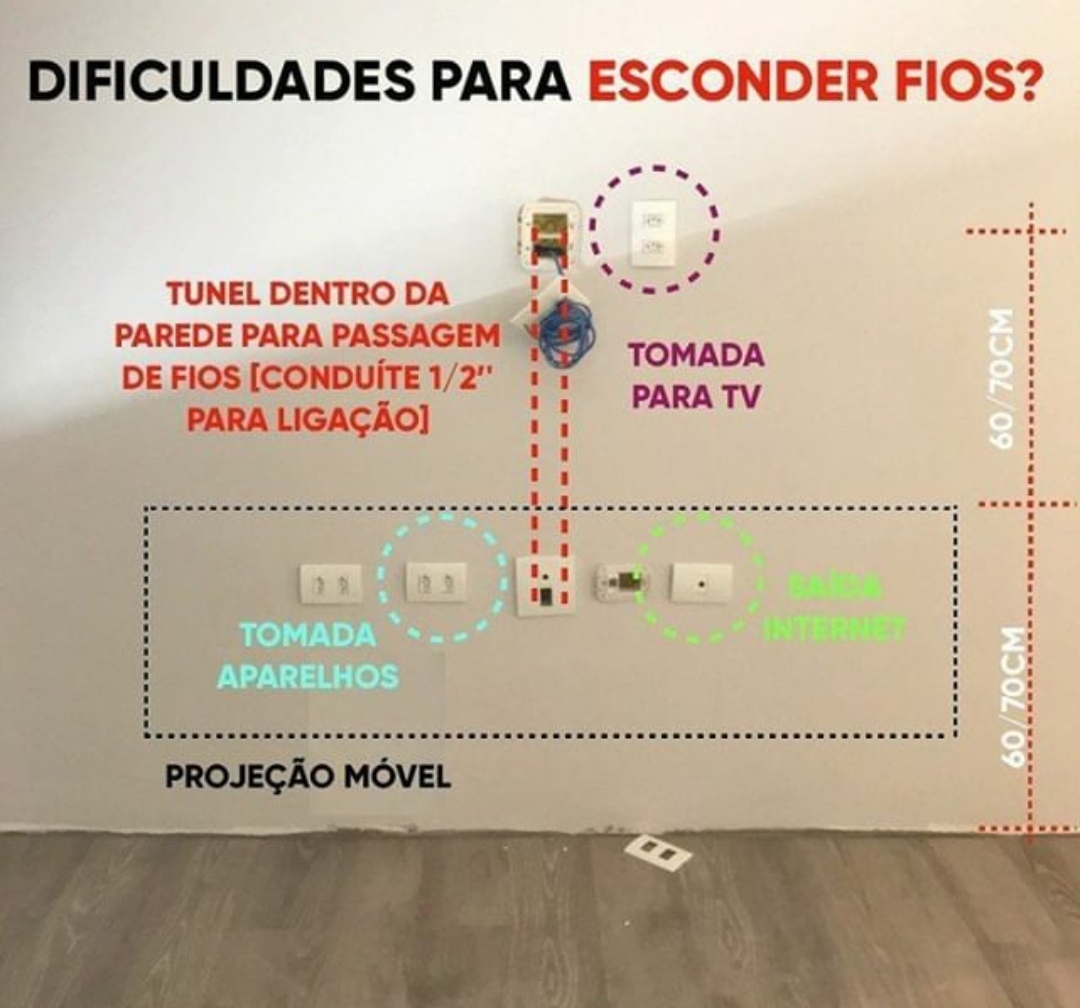 DIFICULDADES PARA ESCONDER FIOS?
TUNEL DENTRO DA
PAREDE PARA PASSAGEM
DE FIOS [CONDUÍTE 1/2''
PARA LIGAÇÃO]
TOMADA
PARA TV
60/70CM
TOMADA
APARELHOS
SAÍDA
INTERNET
60/70CM
PROJEÇÃO MÓVEL